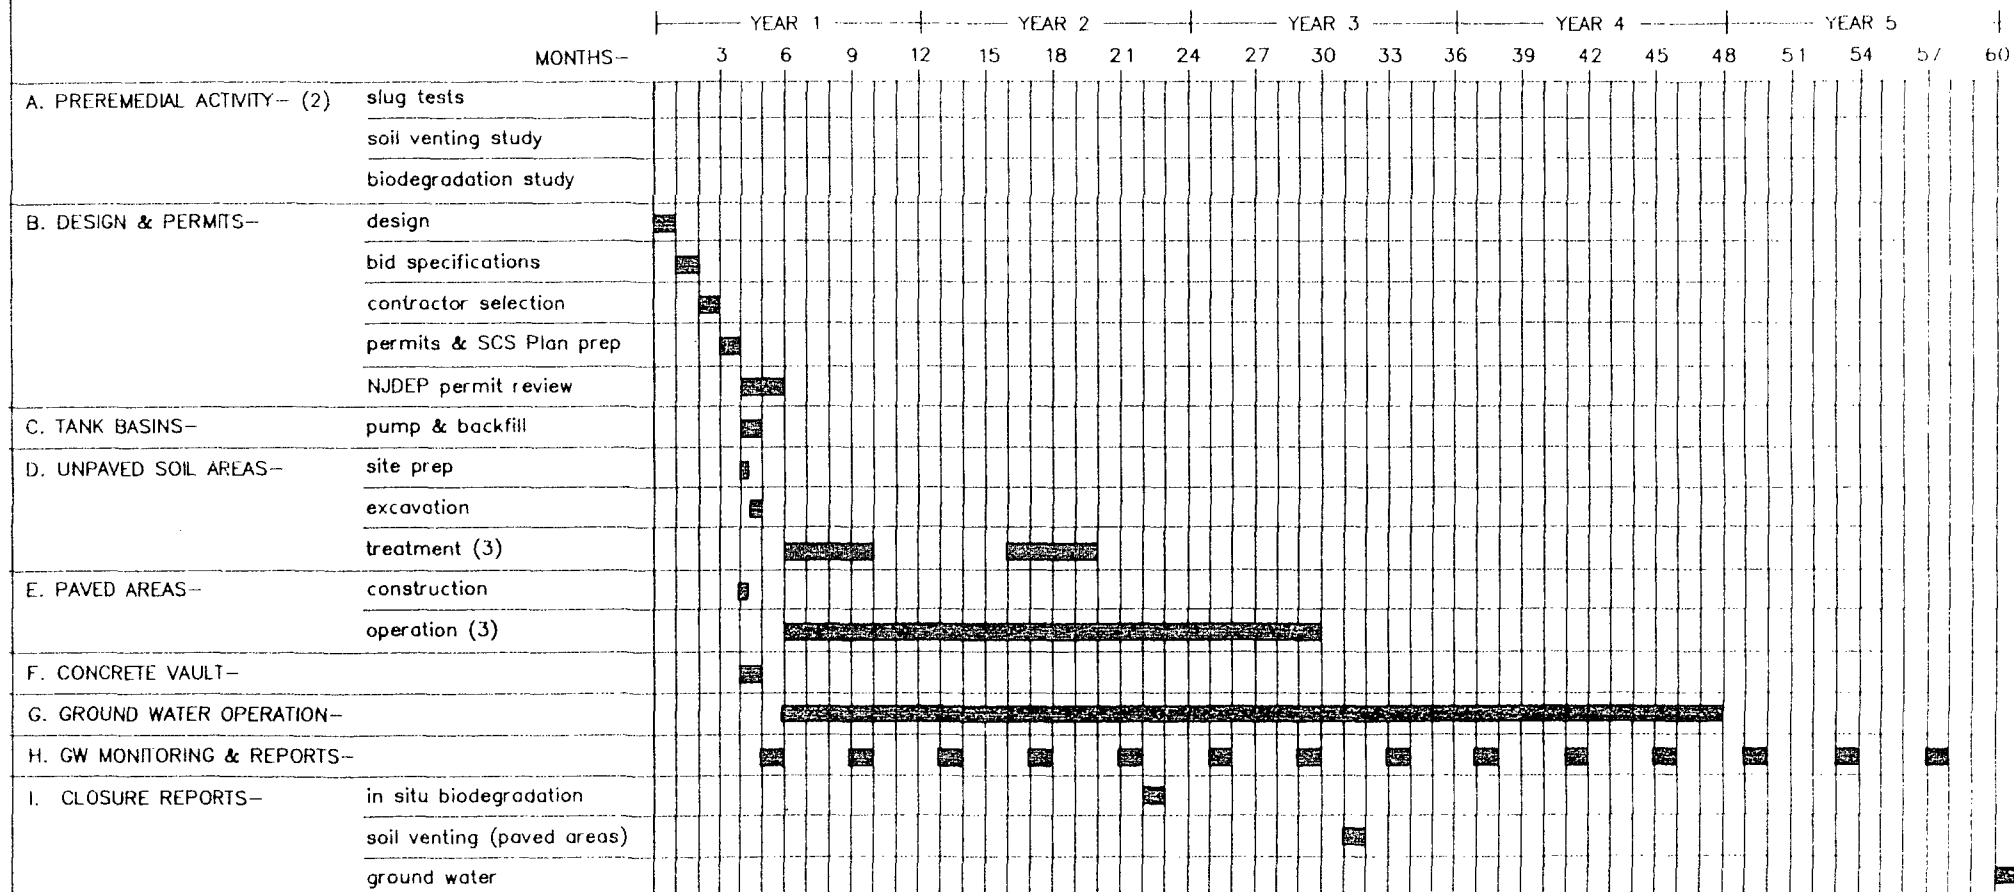 YEAR 1 YEAR 2 YEAR 3 YEAR 4 YEAR 5
MONTHS— 3 6 9 12 15 18 21 24 27 30 33 36 39 42 45 48 51 54 57 60
A. PREREMEDIAL ACTIVITY— (2) slug tests
soil venting study
biodegradation study
B. DESIGN & PERMITS— design
bid specifications
contractor selection
permits & SCS Plan prep
NJDEP permit review
C. TANK BASINS— pump & backfill
D. UNPAVED SOIL AREAS— site prep
excavation
treatment (3)
E. PAVED AREAS— construction
operation (3)
F. CONCRETE VAULT—
G. GROUND WATER OPERATION—
H. GW MONITORING & REPORTS—
I. CLOSURE REPORTS— in situ biodegradation
soil venting (paved areas)
ground water